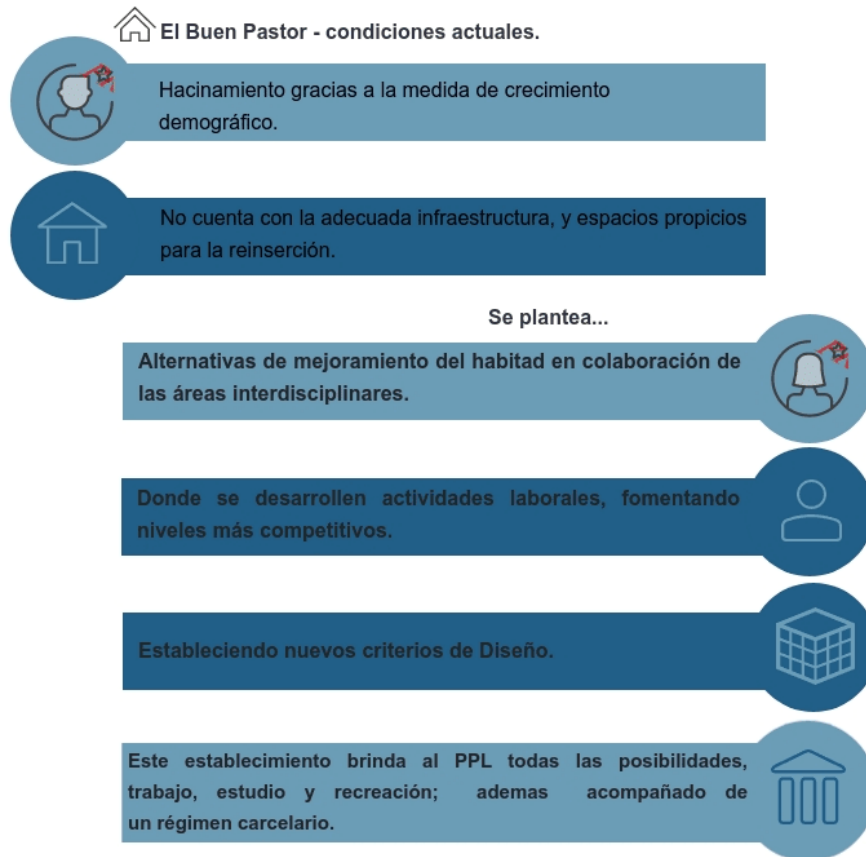 El Buen Pastor - condiciones actuales.
Hacinamiento gracias a la medida de crecimiento
demográfico.
No cuenta con la adecuada infraestructura, y espacios propicios
para la reinserción.
Se plantea...
Alternativas de mejoramiento del habitad en colaboración de
las áreas interdisciplinares.
Donde se desarrollen actividades laborales, fomentando
niveles más competitivos.
Estableciendo nuevos criterios de Diseño.
Este establecimiento brinda al PPL todas las posibilidades,
trabajo, estudio y recreación; ademas acompañado de
un régimen carcelario.